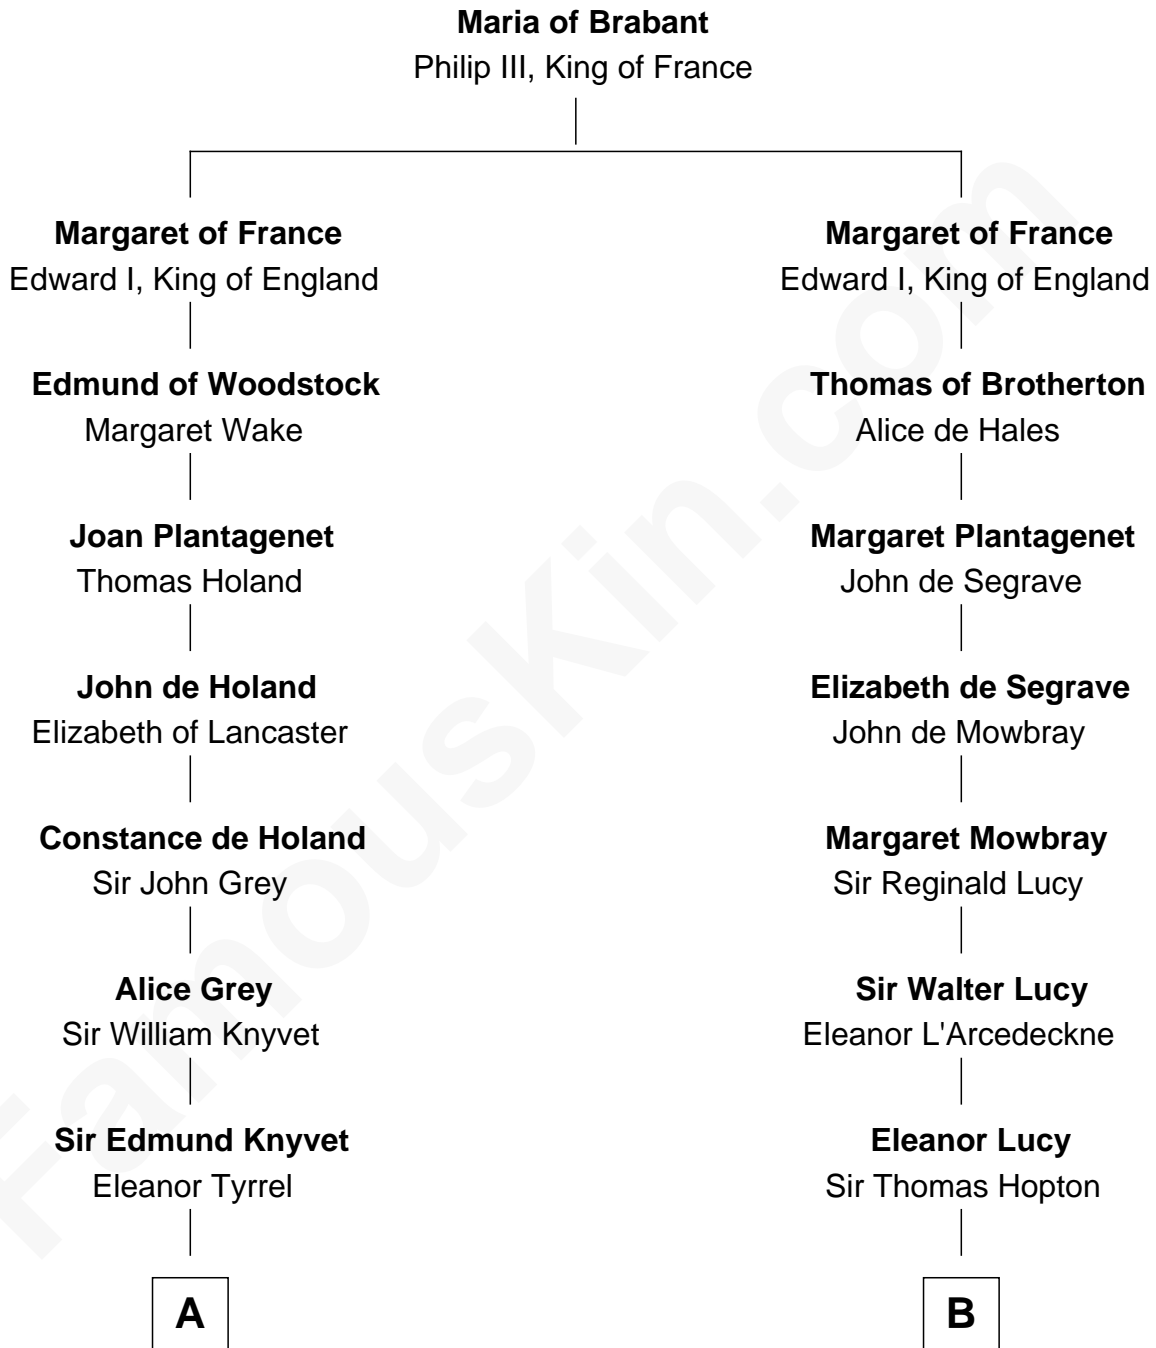 Maria of Brabant
Philip III, King of France
Margaret of France
Edward I, King of England
Edmund of Woodstock
Margaret Wake
Joan Plantagenet
Thomas Holand
John de Holand
Elizabeth of Lancaster
Constance de Holand
Sir John Grey
Alice Grey
Sir William Knyvet
Sir Edmund Knyvet
Eleanor Tyrrel
A
Margaret of France
Edward I, King of England
Thomas of Brotherton
Alice de Hales
Margaret Plantagenet
John de Segrave
Elizabeth de Segrave
John de Mowbray
Margaret Mowbray
Sir Reginald Lucy
Sir Walter Lucy
Eleanor L'Arcedeckne
Eleanor Lucy
Sir Thomas Hopton
B
FamousKin.com